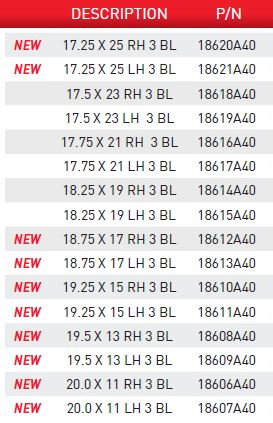 DESCRIPTION P/N
NEW 17.25 X 25 RH 3 BL 18620A40
NEW 17.25 X 25 LH 3 BL 18621A40
17.5 X 23 RH 3 BL 18618A40
17.5 X 23 LH 3 BL 18619A40
17.75 X 21 RH 3 BL 18616A40
17.75 X 21 LH 3 BL 18617A40
18.25 X 19 RH 3 BL 18614A40
18.25 X 19 LH 3 BL 18615A40
NEW 18.75 X 17 RH 3 BL 18612A40
NEW 18.75 X 17 LH 3 BL 18613A40
NEW 19.25 X 15 RH 3 BL 18610A40
NEW 19.25 X 15 LH 3 BL 18611A40
NEW 19.5 X 13 RH 3 BL 18608A40
NEW 19.5 X 13 LH 3 BL 18609A40
NEW 20.0 X 11 RH 3 BL 18606A40
NEW 20.0 X 11 LH 3 BL 18607A40